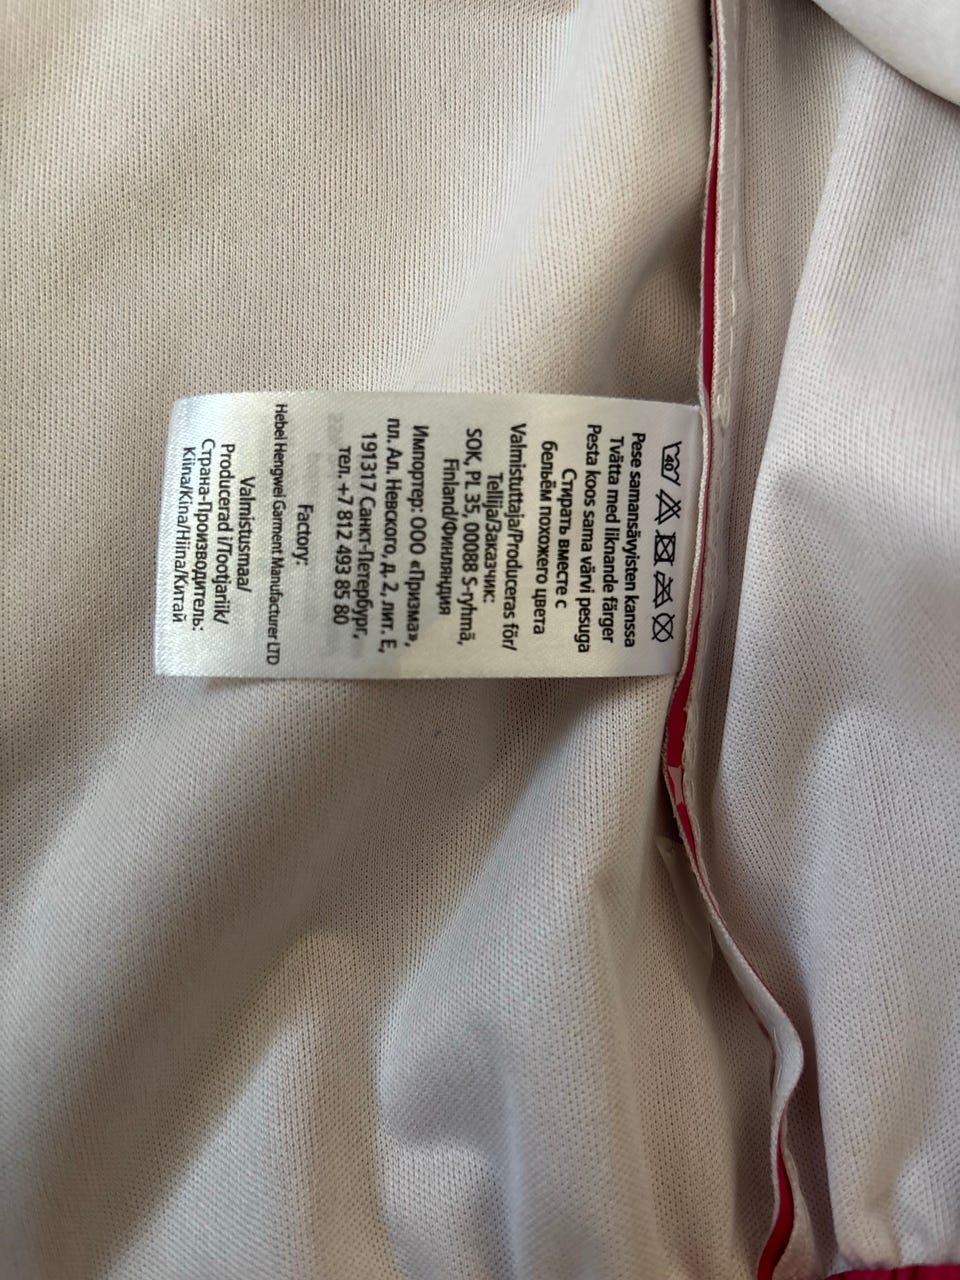 40
Pese samansävyisten kanssa
Tvätta med liknande färger
Pesta koos sama värvi pesuga
Стирать вместе с
бельём похожего цвета
Valmistuttaja/Produceras för/
Tellija/Заказчик:
SOK, PL 35, 00088 S-ryhmä,
Finland/Финляндия
Импортер: ООО «Призма»,
пл. Ал. Невского, д. 2, лит. Е,
191317 Санкт-Петербург,
тел. +7 812 493 85 80
Factory:
Hebel Hengwei Garment Manufacturer LTD
Valmistusmaa/
Producerad i/Tootjariik/
Страна-Производитель:
Kiina/Kina/Hiina/Китай